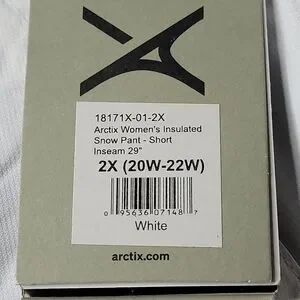 18171X-01-2X
Arctix Women's Insulated
Snow Pant - Short
Inseam 29"
2X (20W-22W)
0 95636 07148 7
White
arctix.com